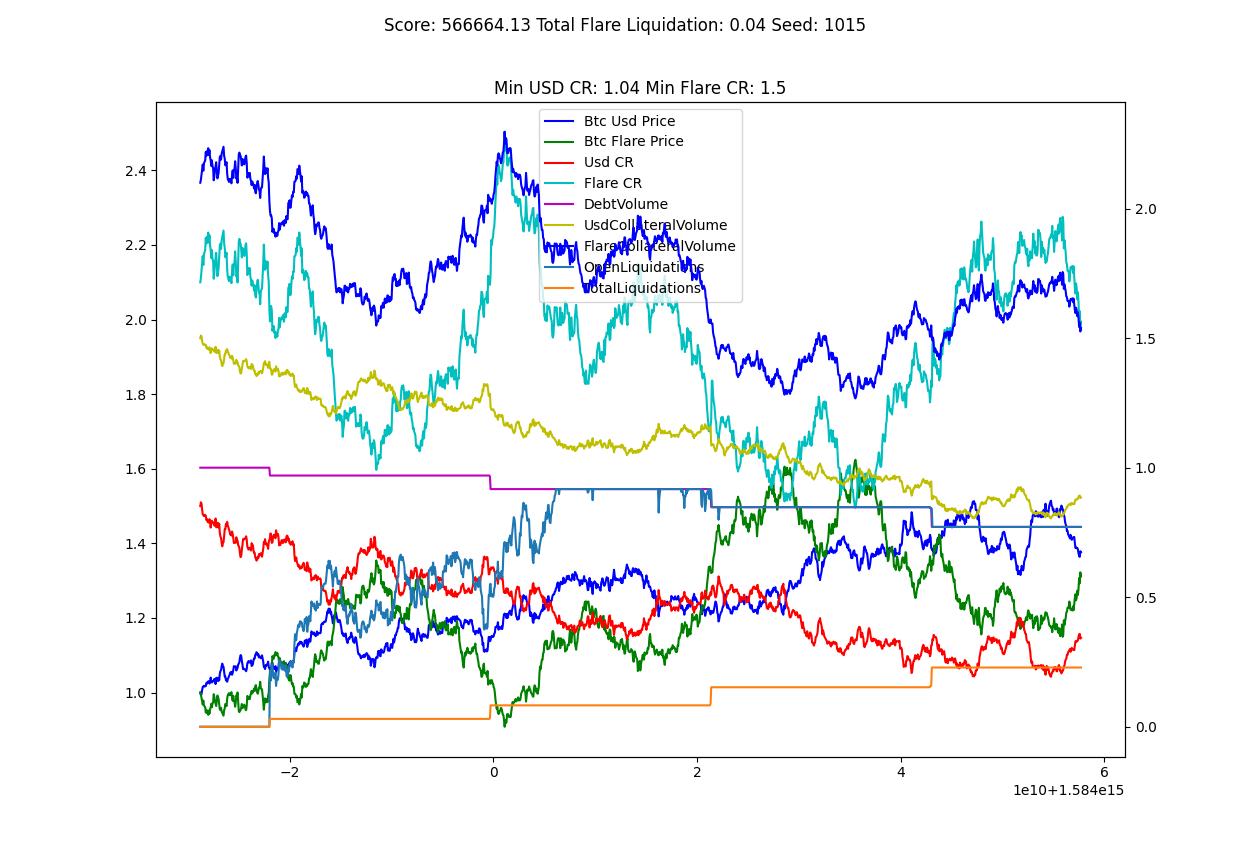 Score: 566664.13 Total Flare Liquidation: 0.04 Seed: 1015
Min USD CR: 1.04 Min Flare CR: 1.5
Btc Usd Price
Btc Flare Price
Usd CR
Flare CR
DebtVolume
UsdCollateralVolume
FlareCollateralVolume
OpenLiquidations
TotalLiquidations
2.4
2.2
2.0
1.8
1.6
1.4
1.2
1.0
2.0
1.5
1.0
0.5
0.0
−2
0
2
4
6
1e10+1.584e15